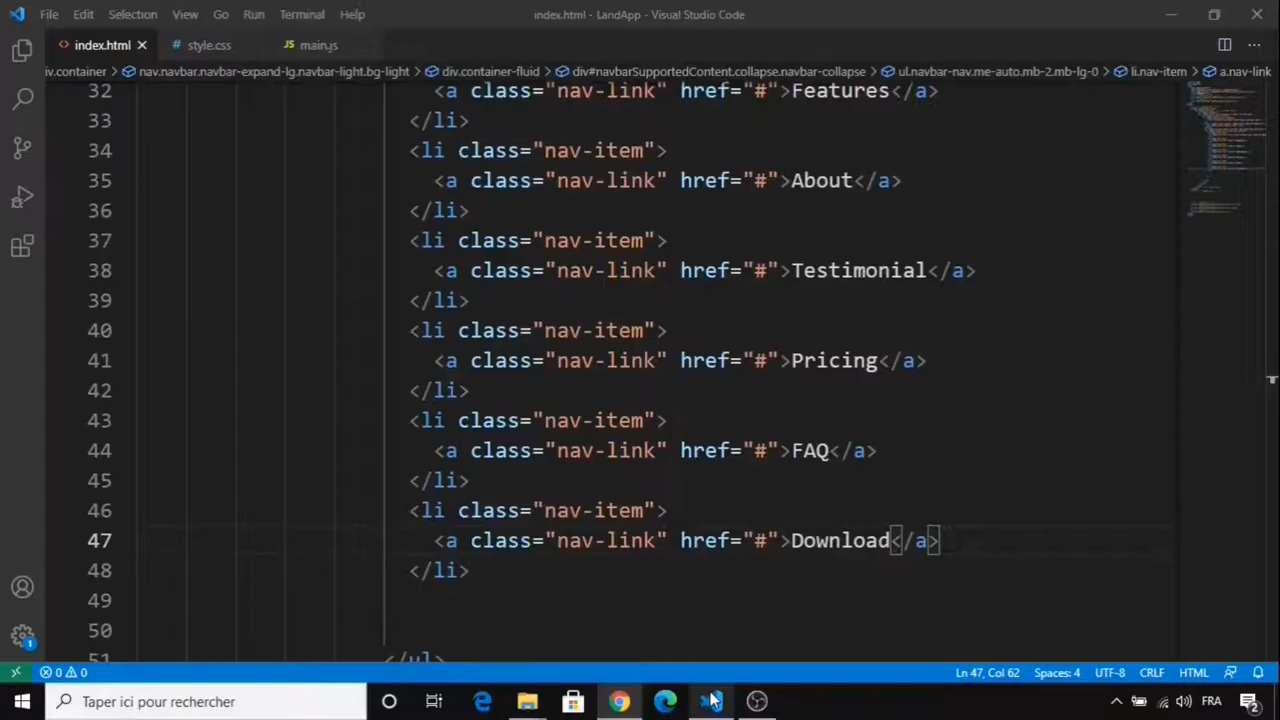 File Edit Selection View Go Run Terminal Help index.html - LandApp - Visual Studio Code
index.html style.css JS main.js
iv.container > nav.navbar.navbar-expand-lg.navbar-light.bg-light > div.container-fluid > div#navbarSupportedContent.collapse.navbar-collapse > ul.navbar-nav.me-auto.mb-2.mb-lg-0 > li.nav-item > a.nav-link
32 <a class="nav-link" href="#">Features</a>
33 </li>
34 <li class="nav-item">
35 <a class="nav-link" href="#">About</a>
36 </li>
37 <li class="nav-item">
38 <a class="nav-link" href="#">Testimonial</a>
39 </li>
40 <li class="nav-item">
41 <a class="nav-link" href="#">Pricing</a>
42 </li>
43 <li class="nav-item">
44 <a class="nav-link" href="#">FAQ</a>
45 </li>
46 <li class="nav-item">
47 <a class="nav-link" href="#">Download</a>
48 </li>
49
50
51 </ul>
1
0 0 Ln 47, Col 62 Spaces: 4 UTF-8 CRLF HTML
Taper ici pour rechercher FRA 2